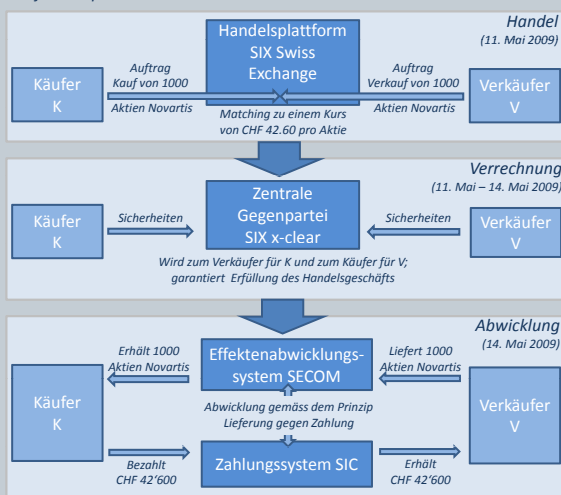 Handel
(11. Mai 2009)
Handelsplattform
SIX Swiss
Exchange
Käufer
K
Auftrag
Kauf von 1000
Aktien Novartis
Auftrag
Verkauf von 1000
Aktien Novartis
Verkäufer
V
Matching zu einem Kurs
von CHF 42.60 pro Aktie
Verrechnung
(11. Mai – 14. Mai 2009)
Käufer
K
Sicherheiten
Zentrale
Gegenpartei
SIX x-clear
Sicherheiten
Verkäufer
V
Wird zum Verkäufer für K und zum Käufer für V;
garantiert Erfüllung des Handelsgeschäfts
Abwicklung
(14. Mai 2009)
Käufer
K
Erhält 1000
Aktien Novartis
Effektenabwicklungs-
system SECOM
Liefert 1000
Aktien Novartis
Verkäufer
V
Abwicklung gemäss dem Prinzip
Lieferung gegen Zahlung
Bezahlt
CHF 42'600
Zahlungssystem SIC
Erhält
CHF 42'600